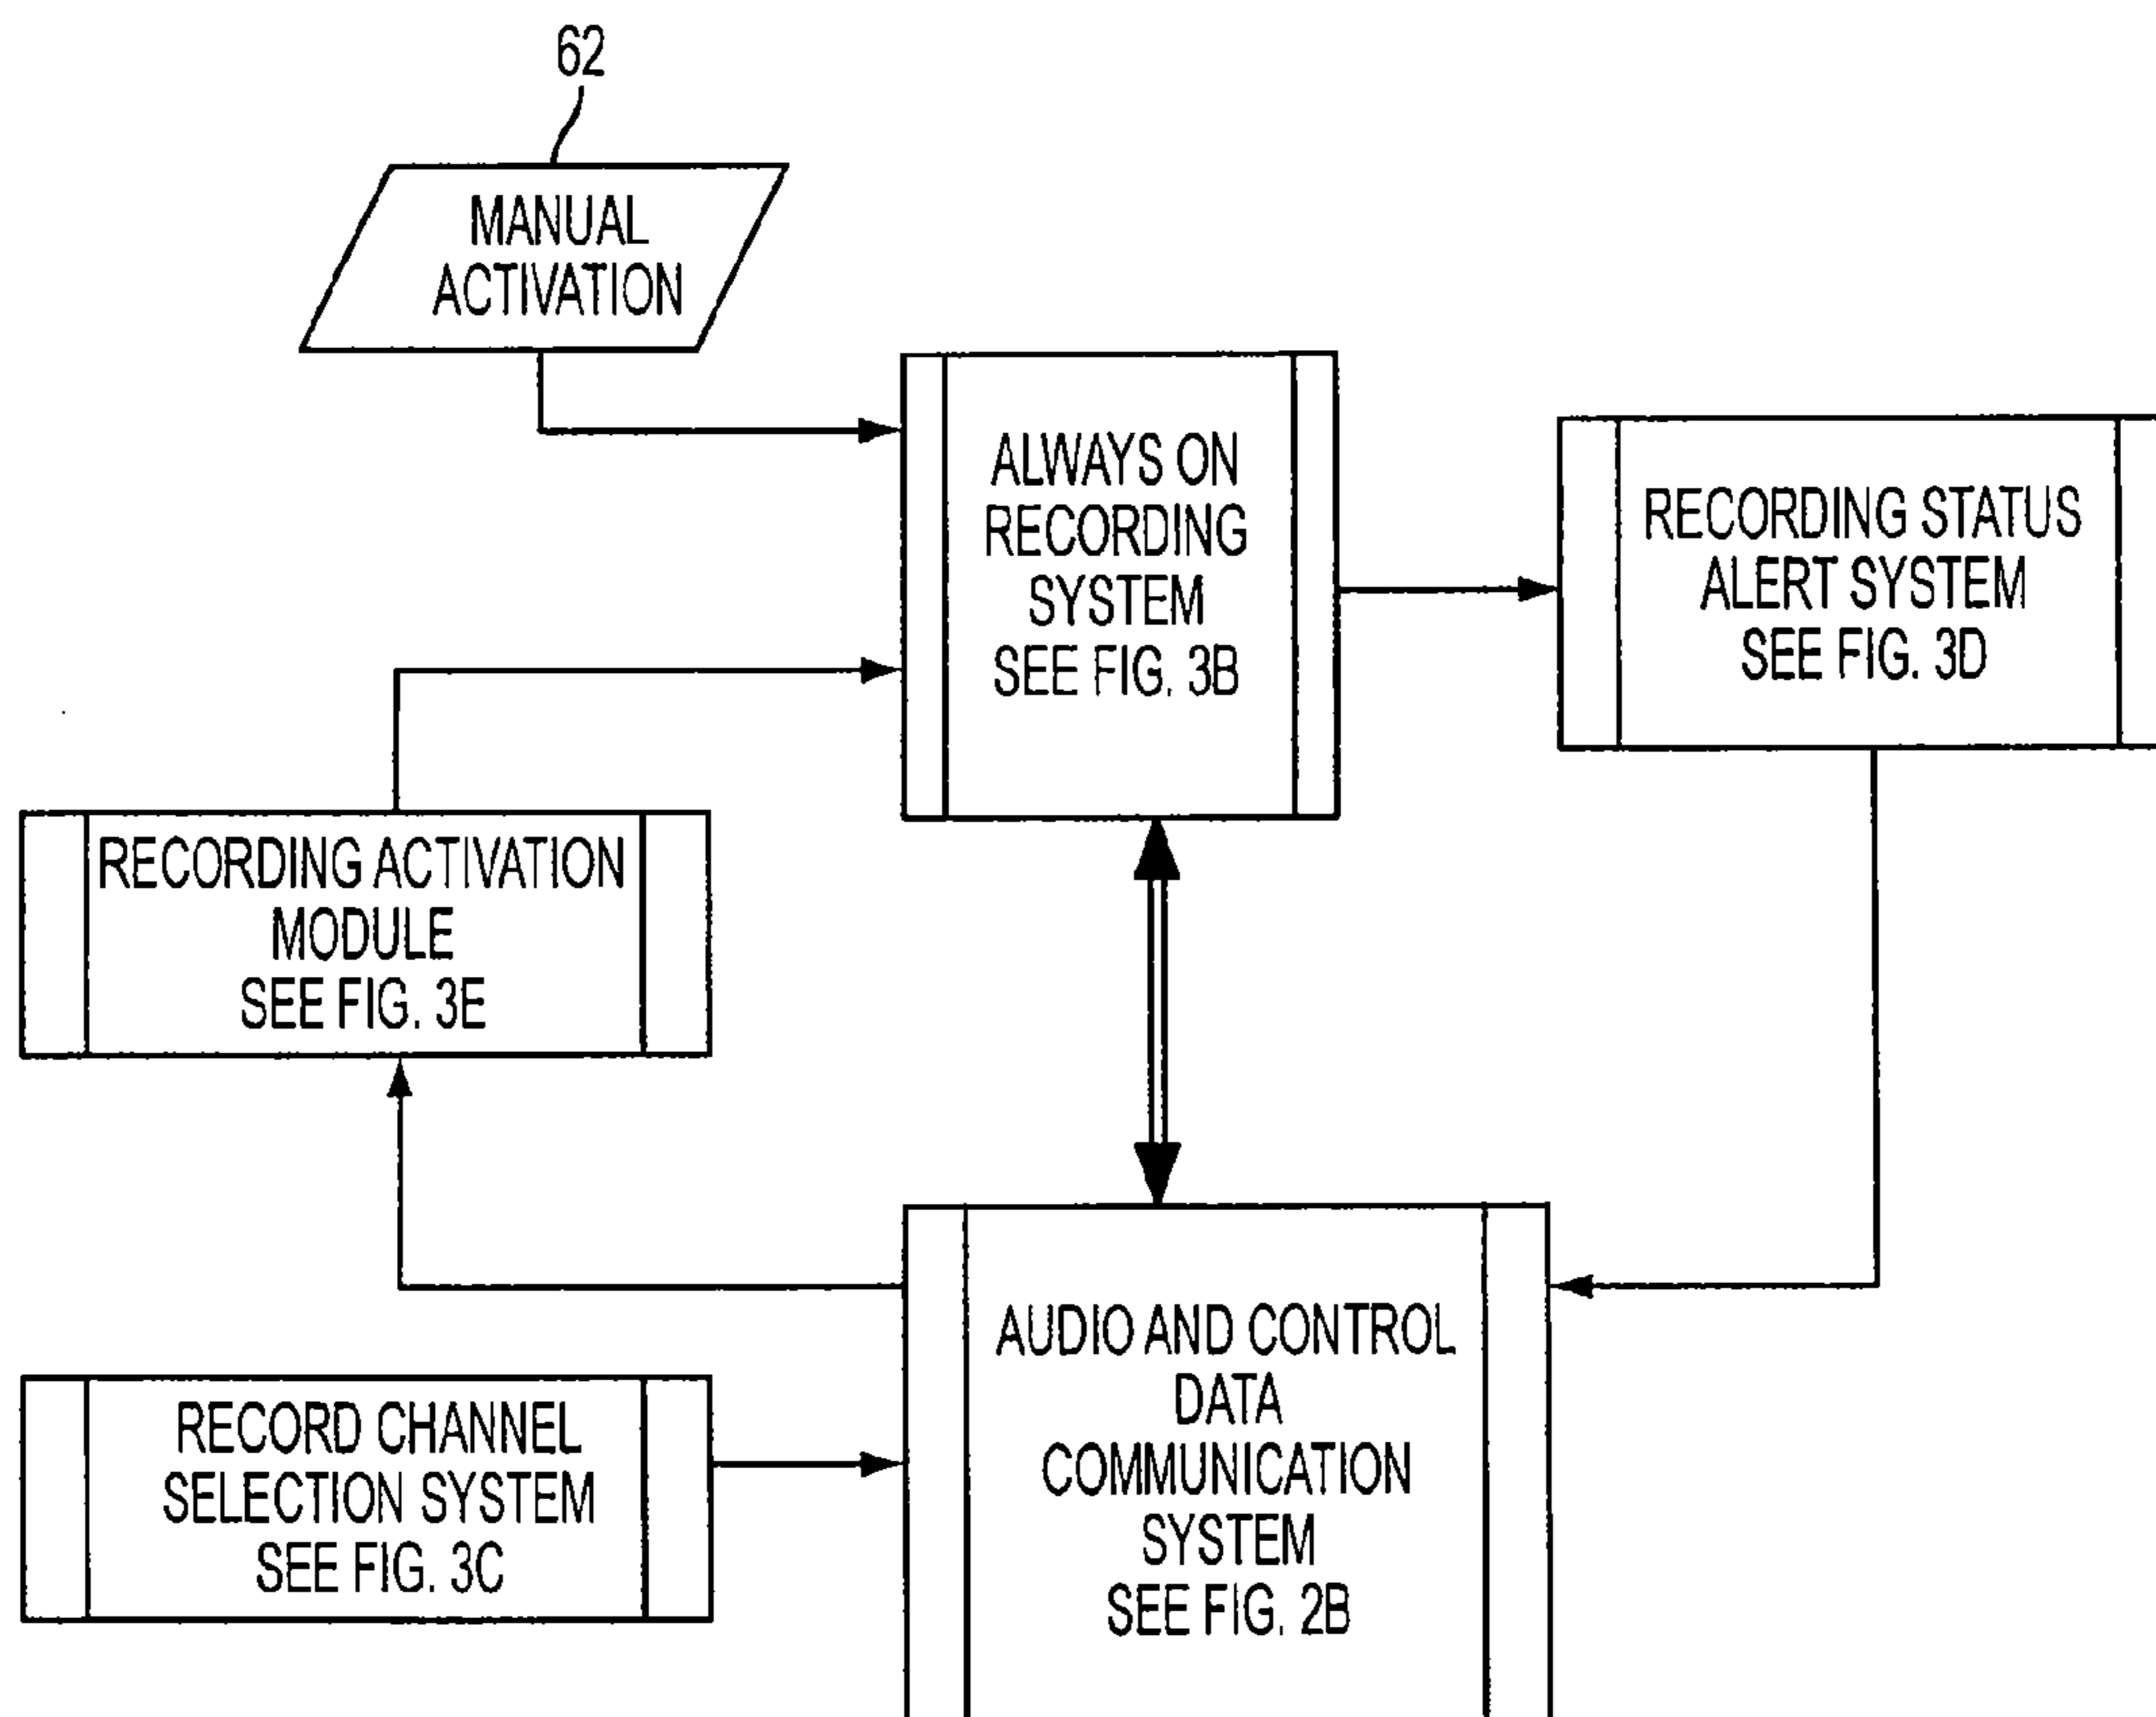 62
MANUAL
ACTIVATION
ALWAYS ON
RECORDING
SYSTEM
SEE FIG. 3B
RECORDING STATUS
ALERT SYSTEM
SEE FIG. 3D
RECORDING ACTIVATION
MODULE
SEE FIG. 3E
AUDIO AND CONTROL
DATA
COMMUNICATION
SYSTEM
SEE FIG. 2B
RECORD CHANNEL
SELECTION SYSTEM
SEE FIG. 3C